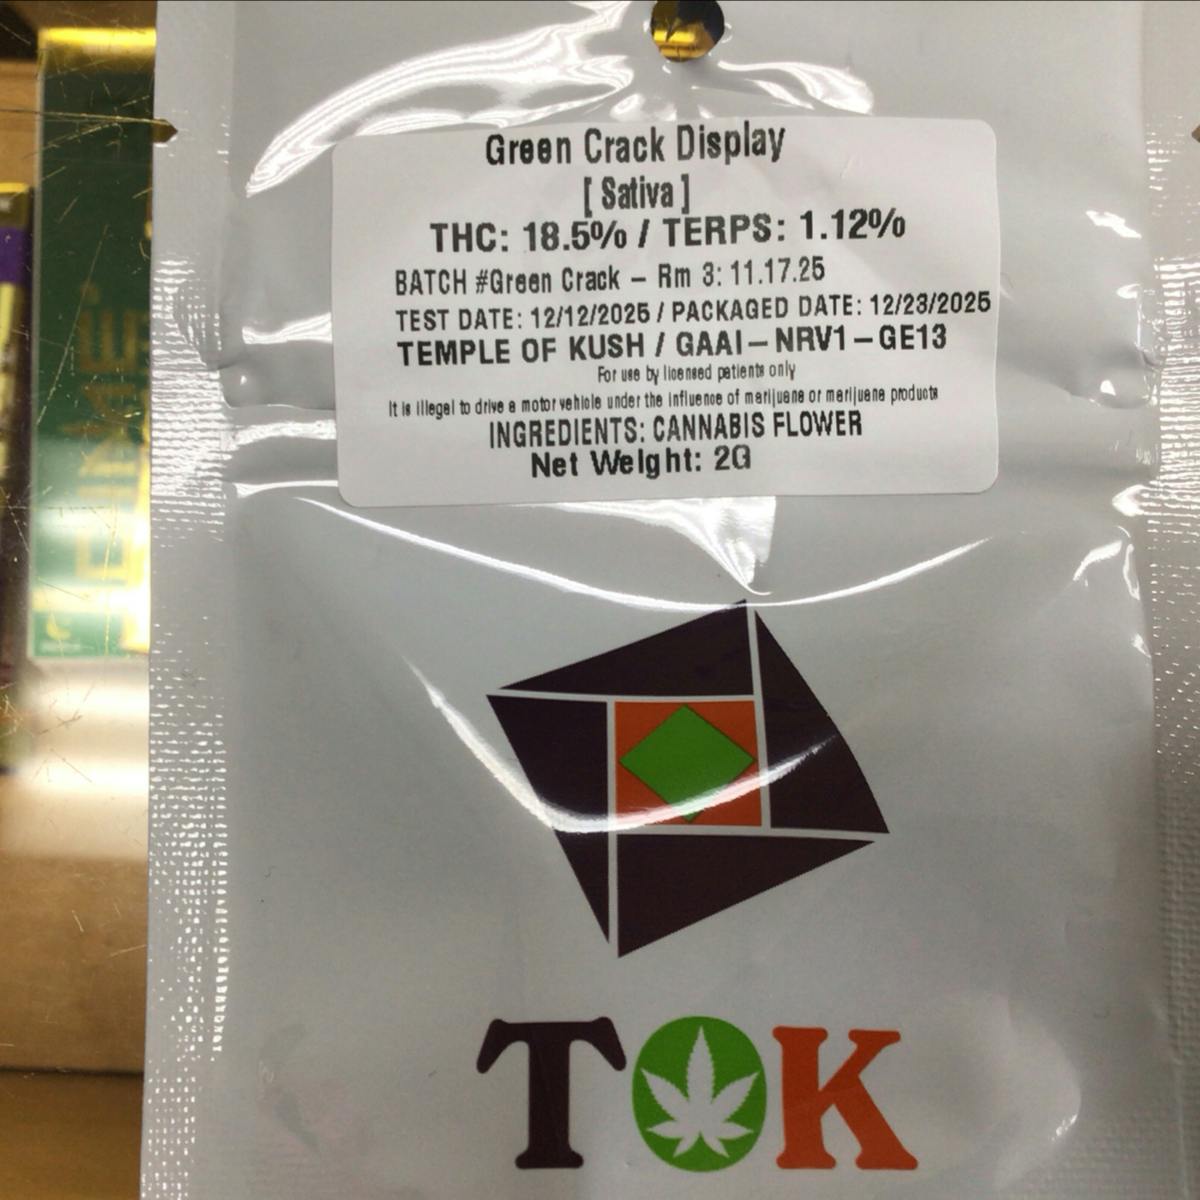 Green Crack Display
[ Sativa ]
THC: 18.5% / TERPS: 1.12%
BATCH #Green Crack – Rm 3: 11.17.25
TEST DATE: 12/12/2025 / PACKAGED DATE: 12/23/2025
TEMPLE OF KUSH / GAAI–NRV1–GE13
For use by licensed patients only
It is illegal to drive a motor vehicle under the influence of marijuana or marijuana products
INGREDIENTS: CANNABIS FLOWER
Net Weight: 2G
TOK